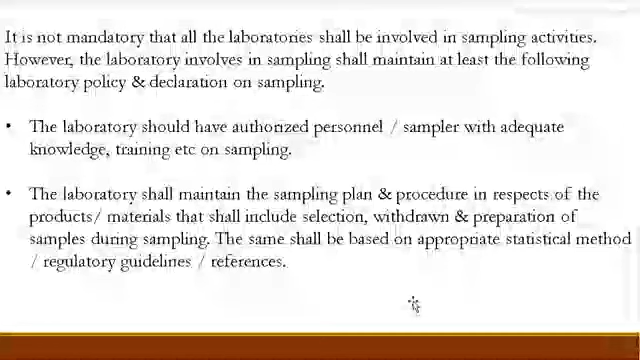 It is not mandatory that all the laboratories shall be involved in sampling activities.
However, the laboratory involves in sampling shall maintain at least the following
laboratory policy & declaration on sampling.
• The laboratory should have authorized personnel / sampler with adequate
knowledge, training etc on sampling.
• The laboratory shall maintain the sampling plan & procedure in respects of the
products/ materials that shall include selection, withdrawn & preparation of
samples during sampling. The same shall be based on appropriate statistical method
/ regulatory guidelines / references.